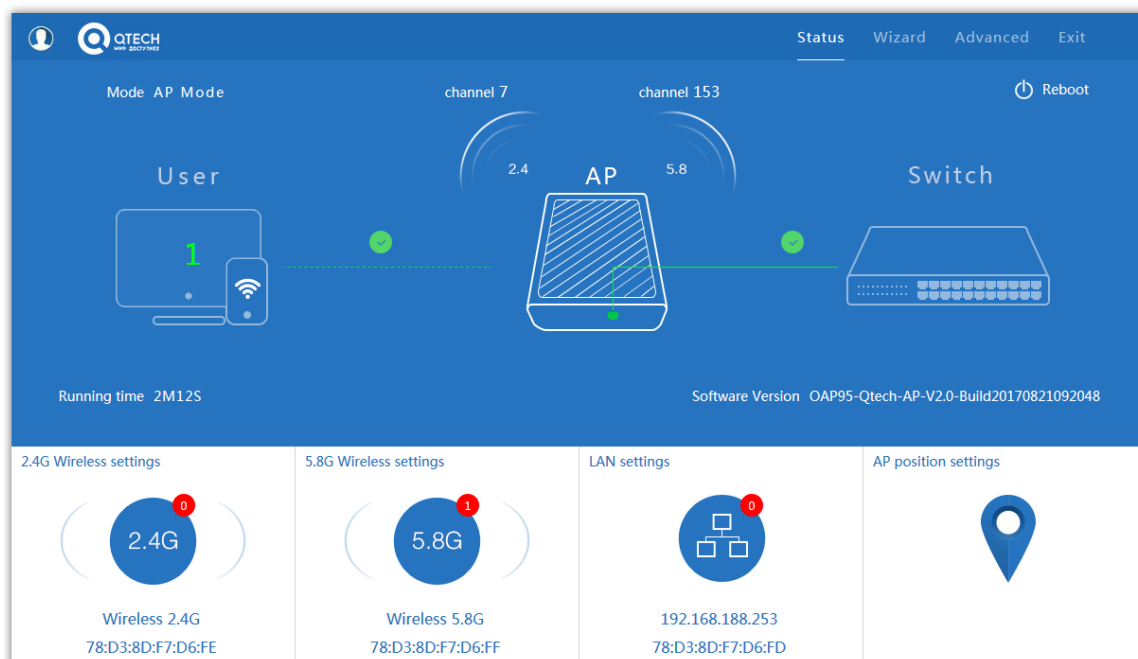 QTECH
МИР ДОСТУПНЕЕ
Status Wizard Advanced Exit
Mode AP Mode
channel 7
channel 153
Reboot
2.4
5.8
User
AP
Switch
1
Running time 2M12S
Software Version OAP95-Qtech-AP-V2.0-Build20170821092048
2.4G Wireless settings
5.8G Wireless settings
LAN settings
AP position settings
0
1
0
2.4G
5.8G
Wireless 2.4G
Wireless 5.8G
192.168.188.253
78:D3:8D:F7:D6:FE
78:D3:8D:F7:D6:FF
78:D3:8D:F7:D6:FD